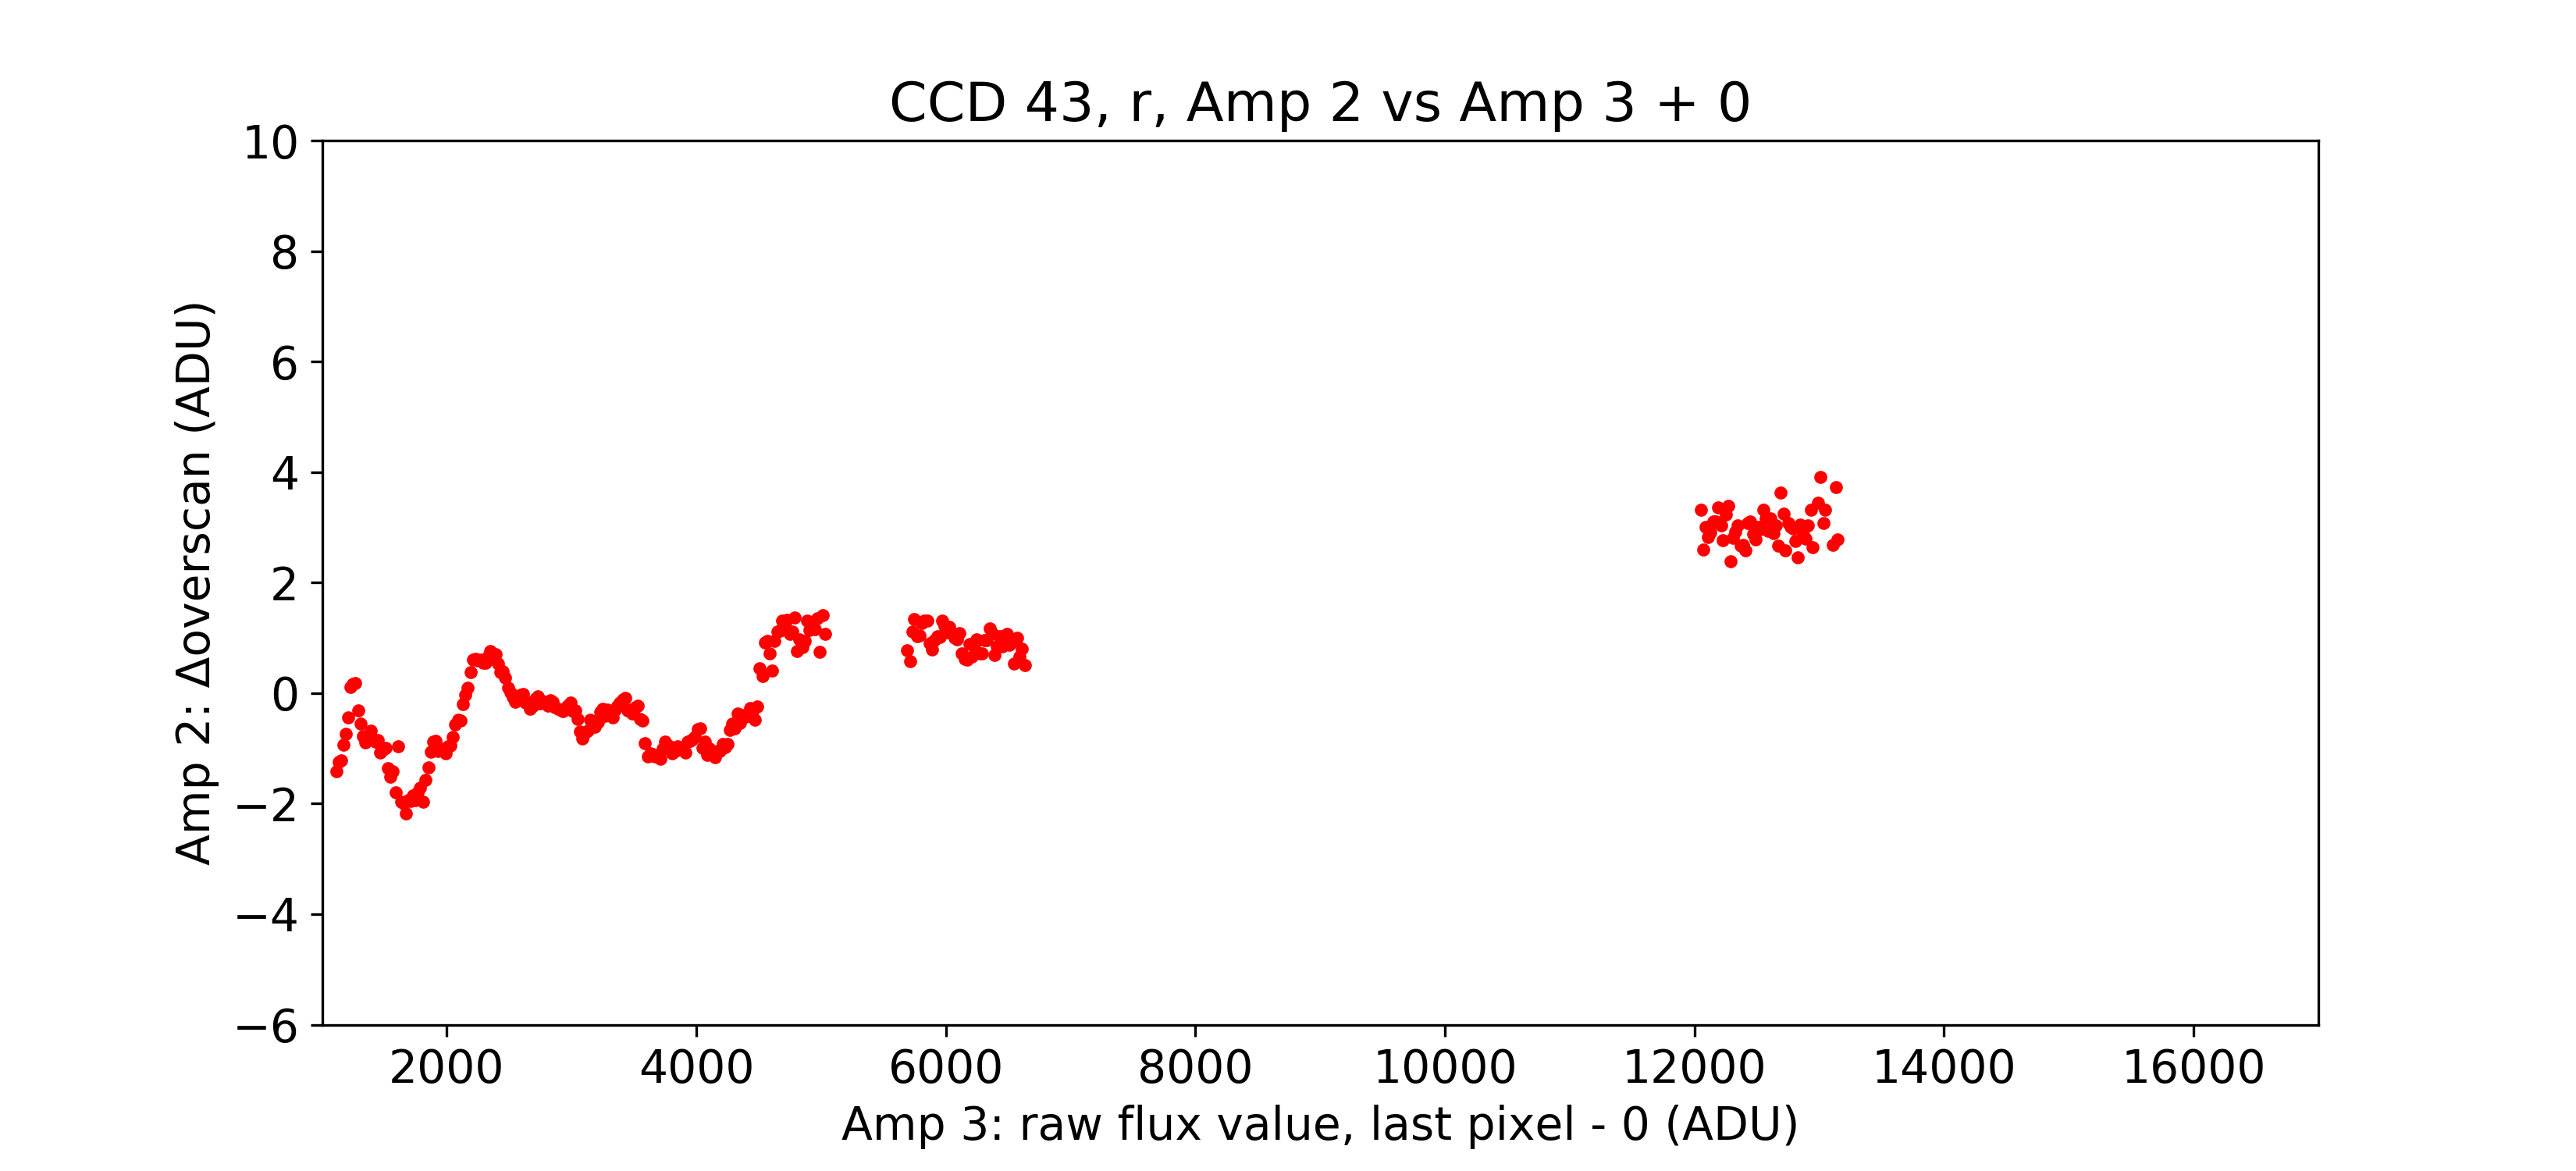 CCD 43, r, Amp 2 vs Amp 3 + 0
10
8
6
4
2
0
−2
−4
−6
Amp 2: Δoverscan (ADU)
2000 4000 6000 8000 10000 12000 14000 16000
Amp 3: raw flux value, last pixel - 0 (ADU)